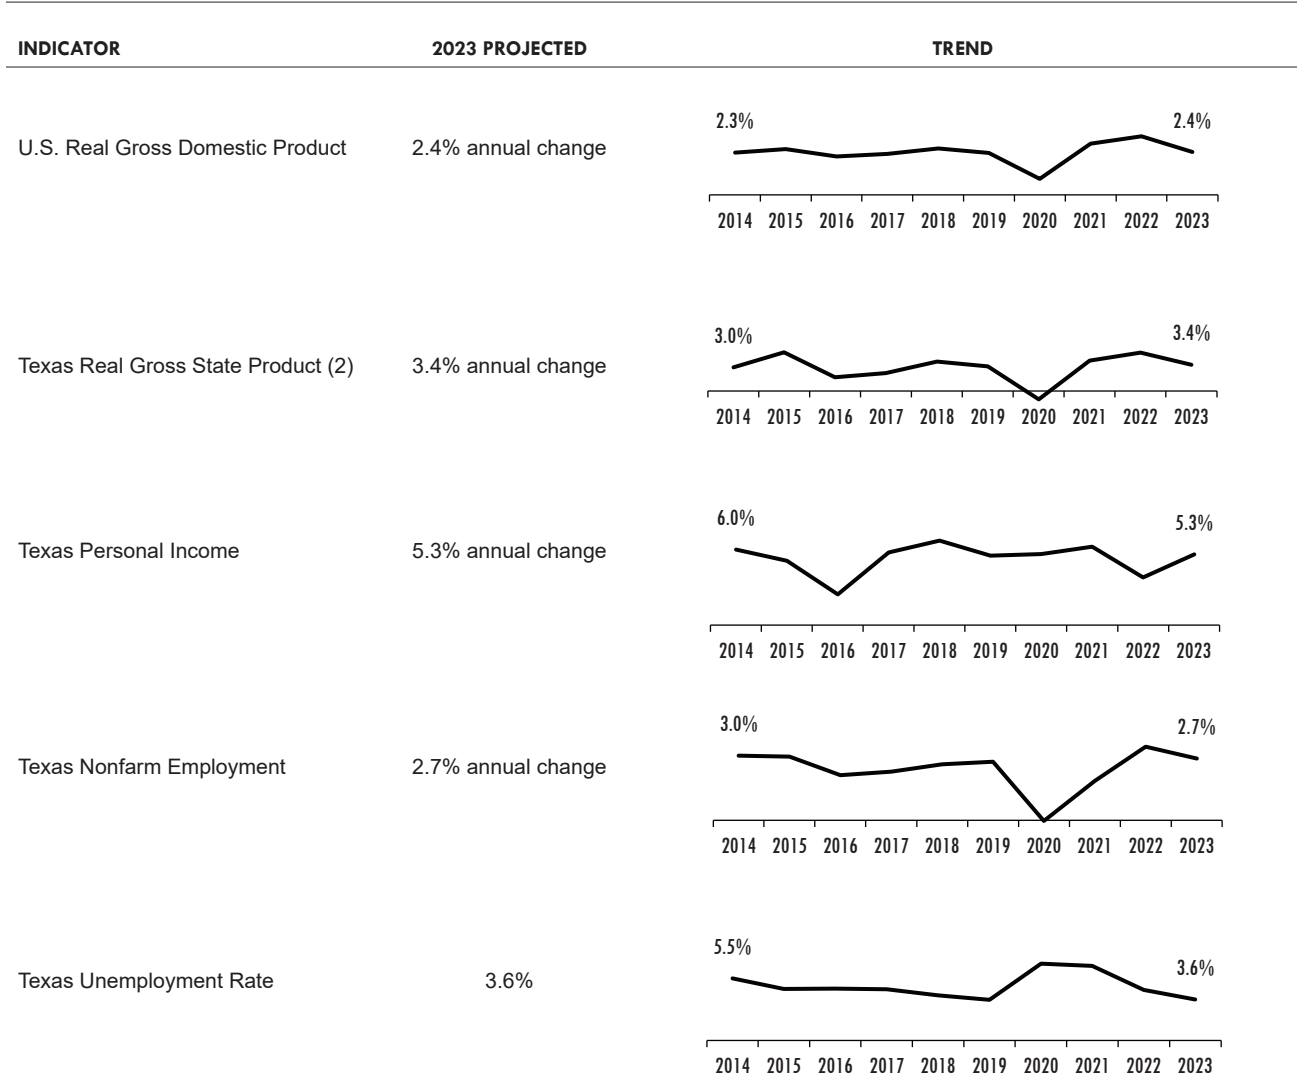 INDICATOR 2023 PROJECTED TREND
2.3% 2.4%
U.S. Real Gross Domestic Product 2.4% annual change
2014 2015 2016 2017 2018 2019 2020 2021 2022 2023
3.0% 3.4%
Texas Real Gross State Product (2) 3.4% annual change
2014 2015 2016 2017 2018 2019 2020 2021 2022 2023
6.0% 5.3%
Texas Personal Income 5.3% annual change
2014 2015 2016 2017 2018 2019 2020 2021 2022 2023
3.0% 2.7%
Texas Nonfarm Employment 2.7% annual change
2014 2015 2016 2017 2018 2019 2020 2021 2022 2023
5.5% 3.6%
Texas Unemployment Rate 3.6%
2014 2015 2016 2017 2018 2019 2020 2021 2022 2023